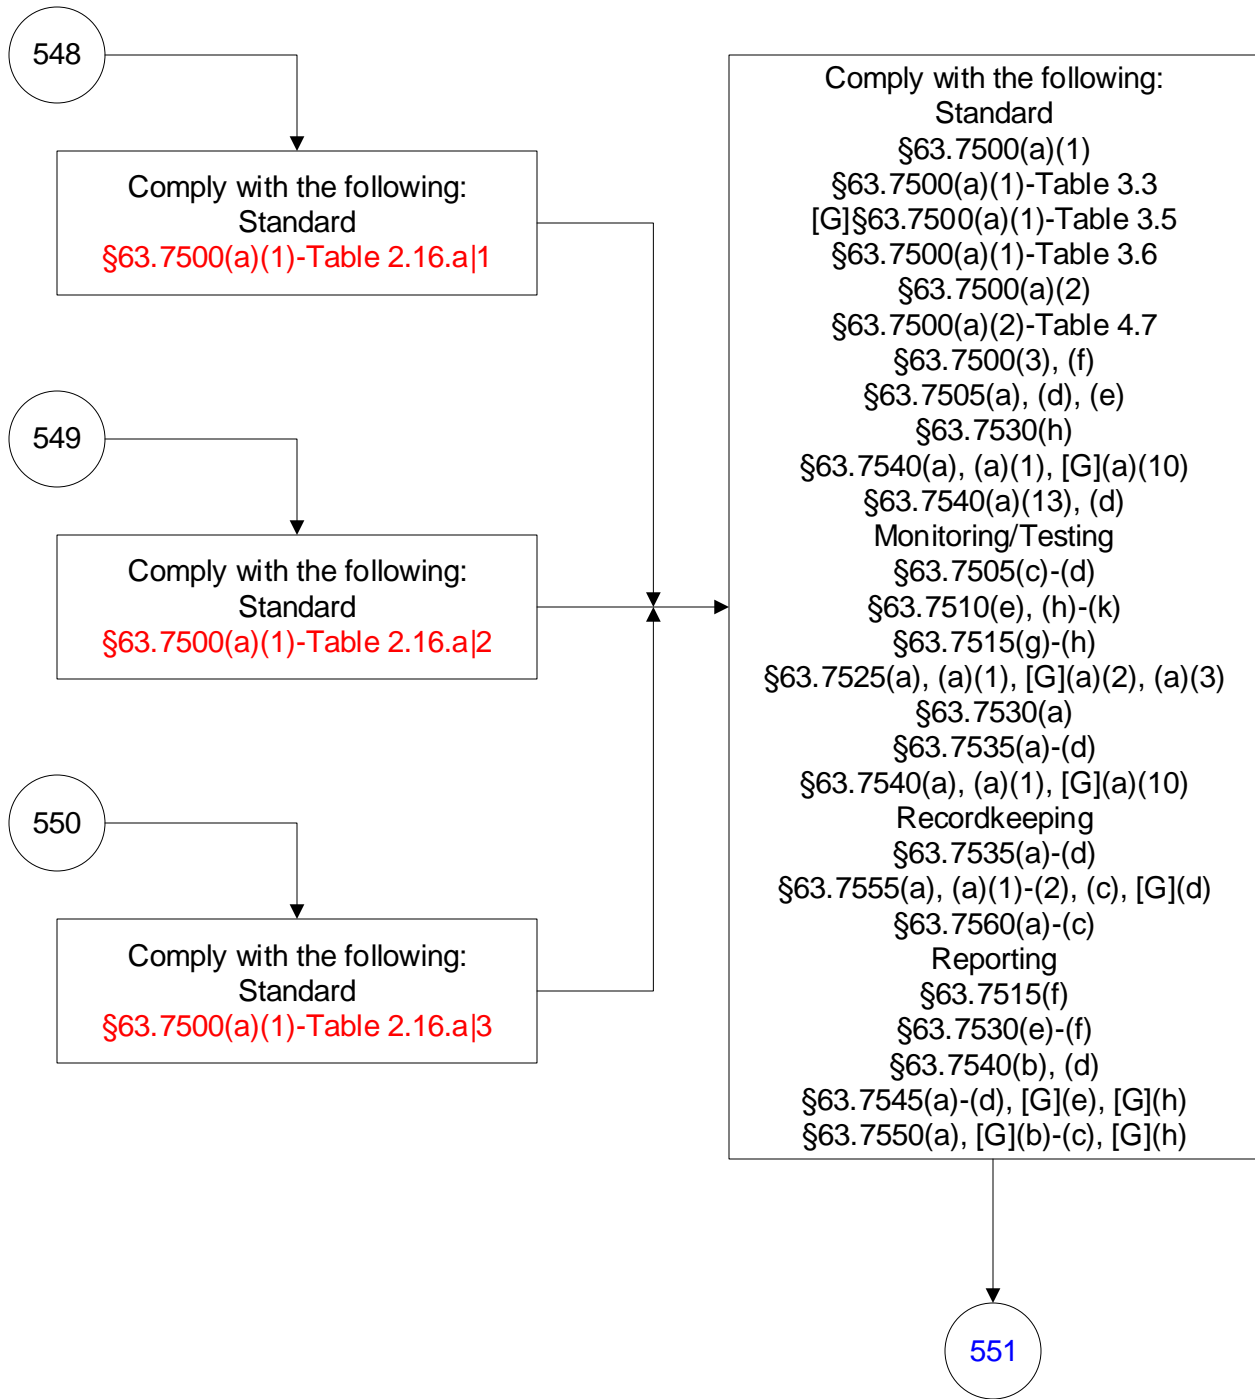 548
Comply with the following:
Standard
§63.7500(a)(1)-Table 2.16.a|1
549
Comply with the following:
Standard
§63.7500(a)(1)-Table 2.16.a|2
550
Comply with the following:
Standard
§63.7500(a)(1)-Table 2.16.a|3
Comply with the following:
Standard
§63.7500(a)(1)
§63.7500(a)(1)-Table 3.3
[G]§63.7500(a)(1)-Table 3.5
§63.7500(a)(1)-Table 3.6
§63.7500(a)(2)
§63.7500(a)(2)-Table 4.7
§63.7500(3), (f)
§63.7505(a), (d), (e)
§63.7530(h)
§63.7540(a), (a)(1), [G](a)(10)
§63.7540(a)(13), (d)
Monitoring/Testing
§63.7505(c)-(d)
§63.7510(e), (h)-(k)
§63.7515(g)-(h)
§63.7525(a), (a)(1), [G](a)(2), (a)(3)
§63.7530(a)
§63.7535(a)-(d)
§63.7540(a), (a)(1), [G](a)(10)
Recordkeeping
§63.7535(a)-(d)
§63.7555(a), (a)(1)-(2), (c), [G](d)
§63.7560(a)-(c)
Reporting
§63.7515(f)
§63.7530(e)-(f)
§63.7540(b), (d)
§63.7545(a)-(d), [G](e), [G](h)
§63.7550(a), [G](b)-(c), [G](h)
551